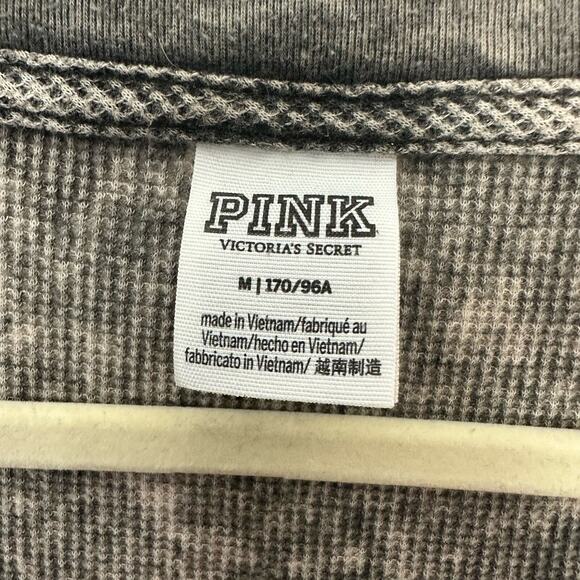 PINK
VICTORIA'S SECRET
M | 170/96A
made in Vietnam/fabriqué au
Vietnam/hecho en Vietnam/
fabbricato in Vietnam/ 越南制造